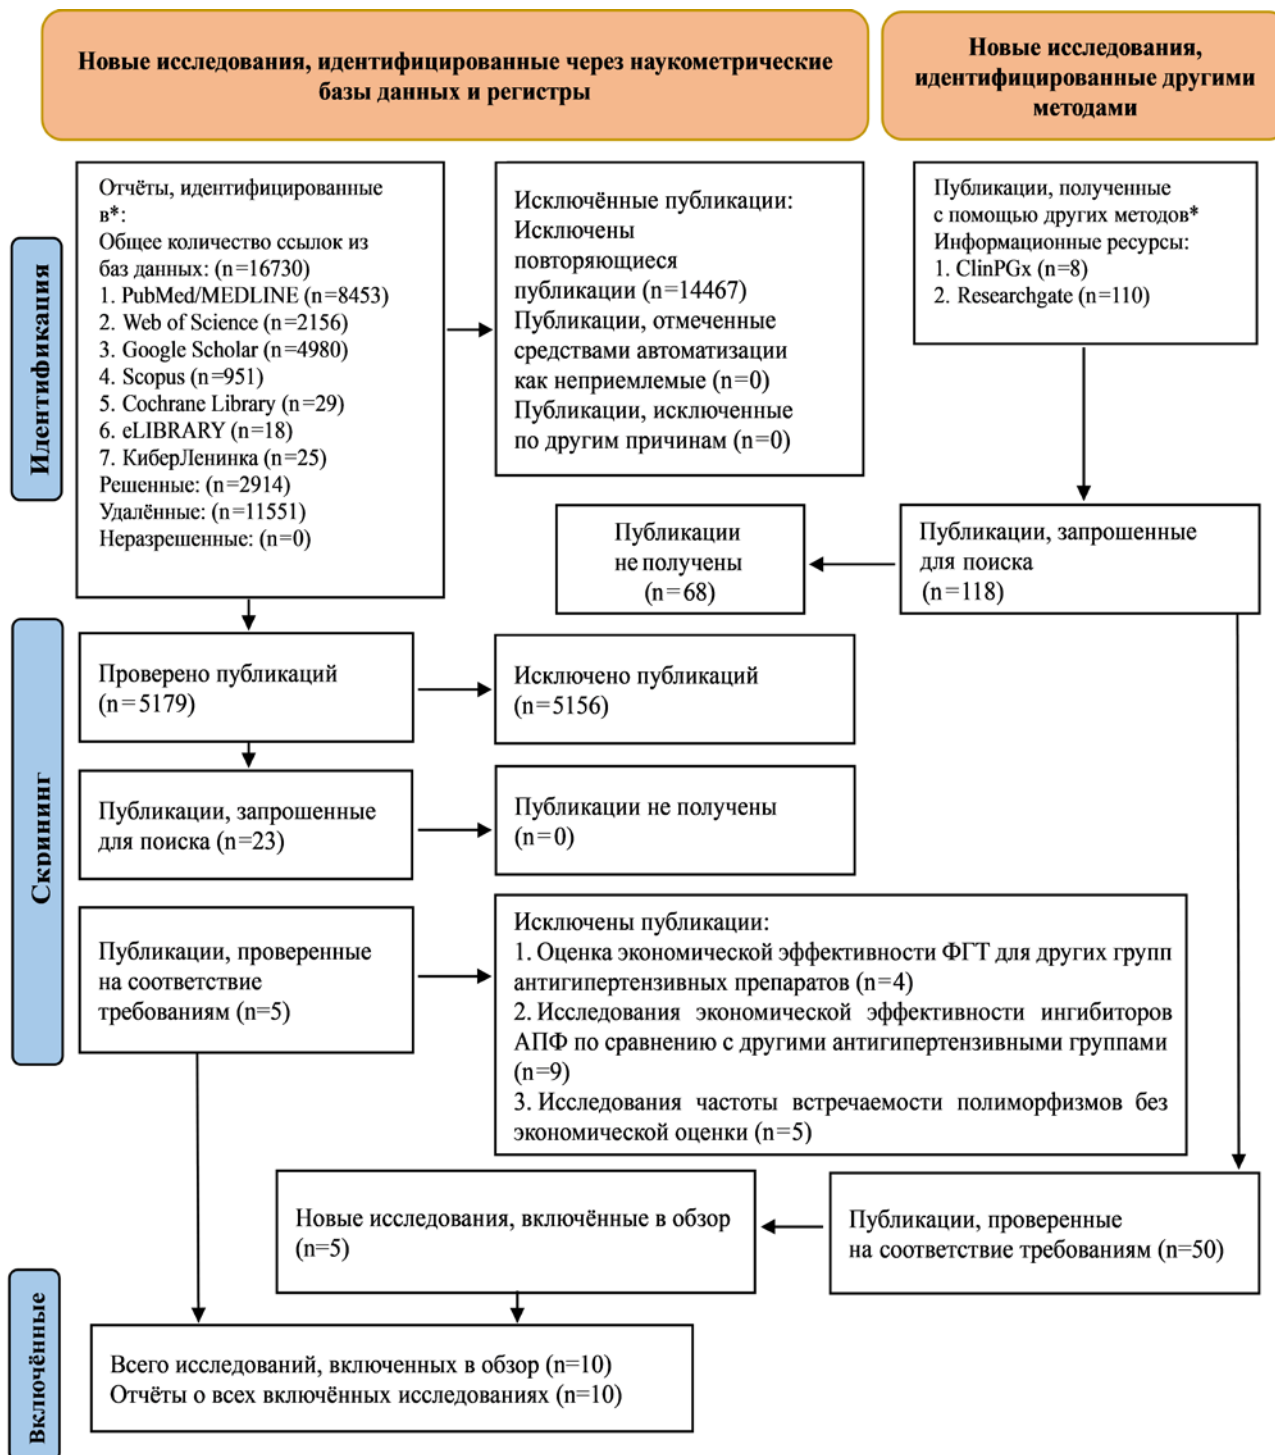 Новые исследования, идентифицированные через наукометрические
базы данных и регистры
Новые исследования,
идентифицированные другими
методами
Идентификация
Отчёты, идентифицированные
в*:
Общее количество ссылок из
баз данных: (n=16730)
1. PubMed/MEDLINE (n=8453)
2. Web of Science (n=2156)
3. Google Scholar (n=4980)
4. Scopus (n=951)
5. Cochrane Library (n=29)
6. eLIBRARY (n=18)
7. КиберЛенинка (n=25)
Решенные: (n=2914)
Удалённые: (n=11551)
Неразрешенные: (n=0)
Исключённые публикации:
Исключены
повторяющиеся
публикации (n=14467)
Публикации, отмеченные
средствами автоматизации
как неприемлемые (n=0)
Публикации, исключенные
по другим причинам (n=0)
Публикации, полученные
с помощью других методов*
Информационные ресурсы:
1. ClinPGx (n=8)
2. Researchgate (n=110)
Публикации
не получены
(n=68)
Публикации, запрошенные
для поиска
(n=118)
Скрининг
Проверено публикаций
(n=5179)
Исключено публикаций
(n=5156)
Публикации, запрошенные
для поиска (n=23)
Публикации не получены
(n=0)
Публикации, проверенные
на соответствие
требованиям (n=5)
Исключены публикации:
1. Оценка экономической эффективности ФГТ для других групп
антигипертензивных препаратов (n=4)
2. Исследования экономической эффективности ингибиторов
АПФ по сравнению с другими антигипертензивными группами
(n=9)
3. Исследования частоты встречаемости полиморфизмов без
экономической оценки (n=5)
Новые исследования, включённые в обзор
(n=5)
Публикации, проверенные
на соответствие требованиям (n=50)
Включённые
Всего исследований, включенных в обзор (n=10)
Отчёты о всех включённых исследованиях (n=10)